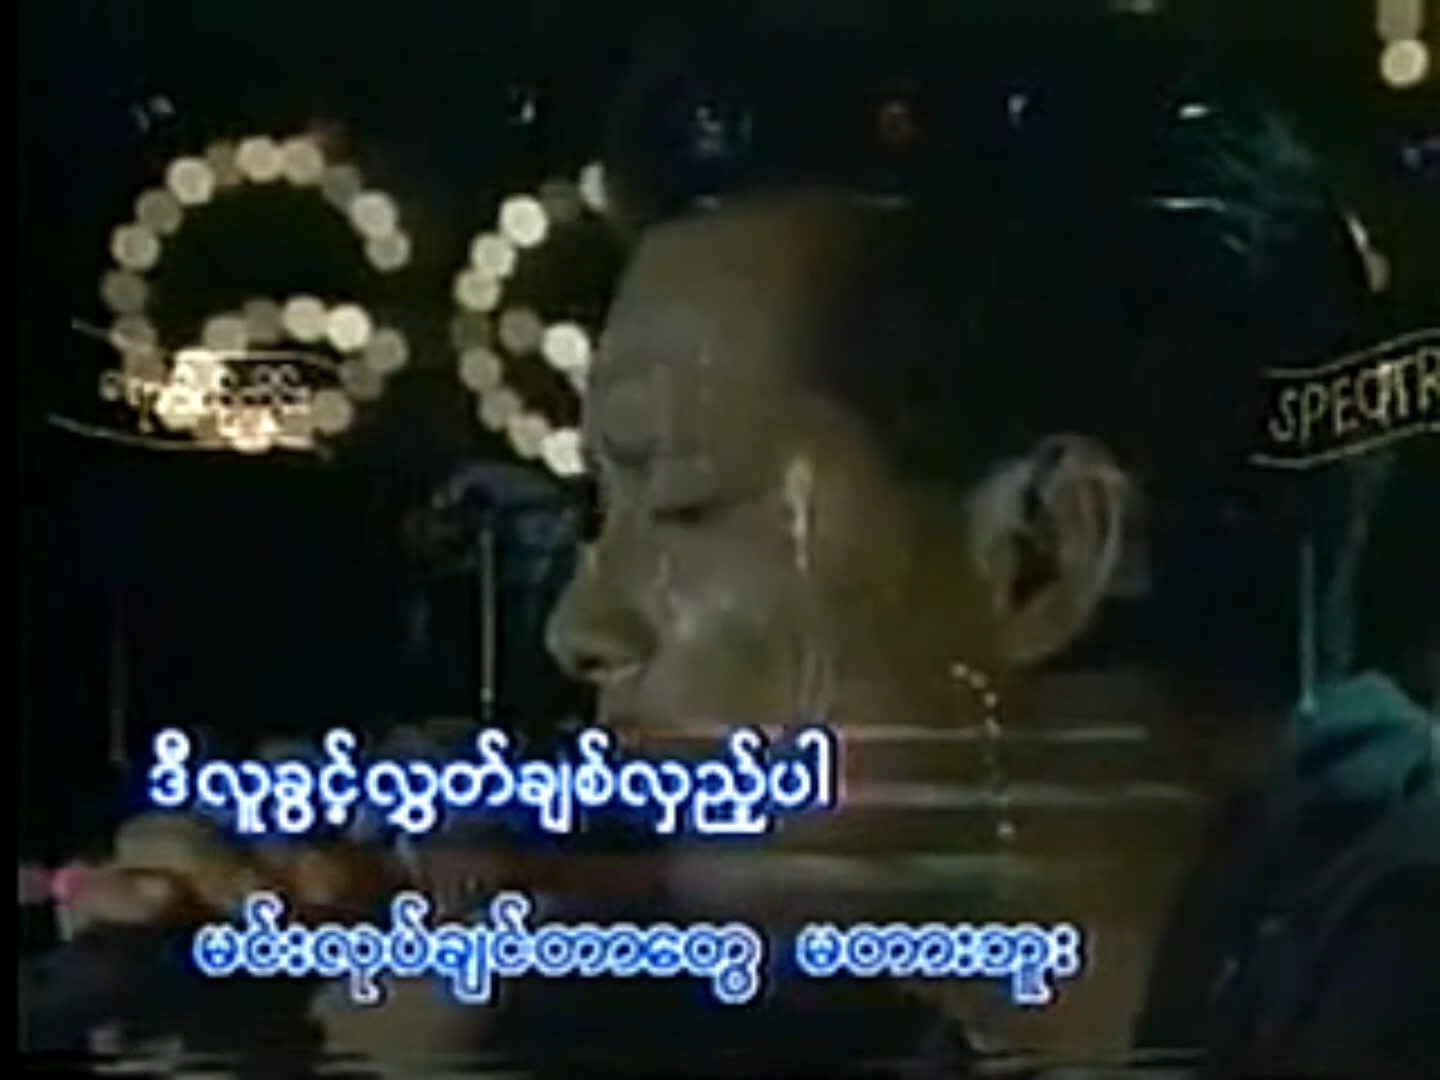 SPECTR
ဒီလူခွင့်လွှတ်ချစ်လှည့်ပါ
မင်းလုပ်ချင်တာတွေ မတားဘူး